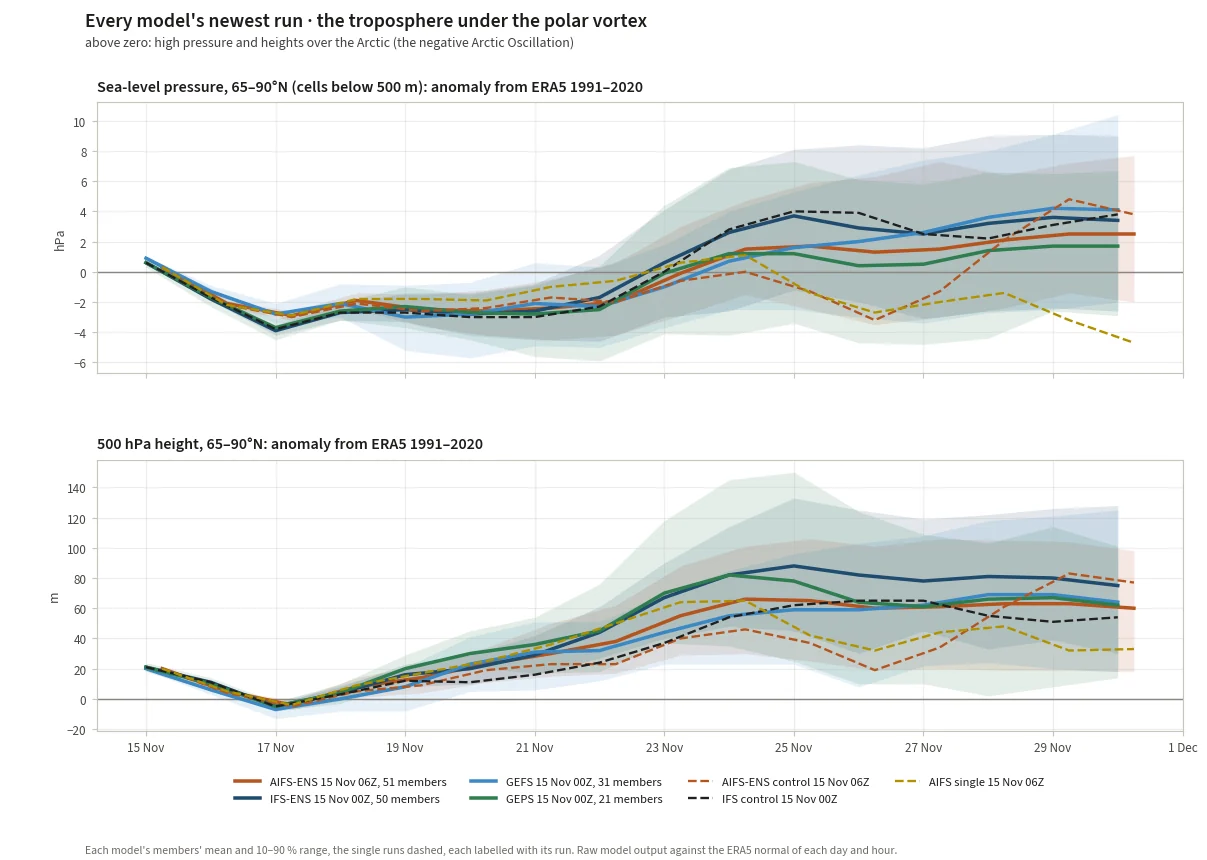 Every model's newest run · the troposphere under the polar vortex
above zero: high pressure and heights over the Arctic (the negative Arctic Oscillation)
Sea-level pressure, 65–90°N (cells below 500 m): anomaly from ERA5 1991–2020
10
8
6
4
2
0
−2
−4
−6
hPa
500 hPa height, 65–90°N: anomaly from ERA5 1991–2020
140
120
100
80
60
40
20
0
−20
m
15 Nov 17 Nov 19 Nov 21 Nov 23 Nov 25 Nov 27 Nov 29 Nov 1 Dec
AIFS-ENS 15 Nov 06Z, 51 members GEFS 15 Nov 00Z, 31 members AIFS-ENS control 15 Nov 06Z AIFS single 15 Nov 06Z
IFS-ENS 15 Nov 00Z, 50 members GEPS 15 Nov 00Z, 21 members IFS control 15 Nov 00Z
Each model's members' mean and 10–90 % range, the single runs dashed, each labelled with its run. Raw model output against the ERA5 normal of each day and hour.